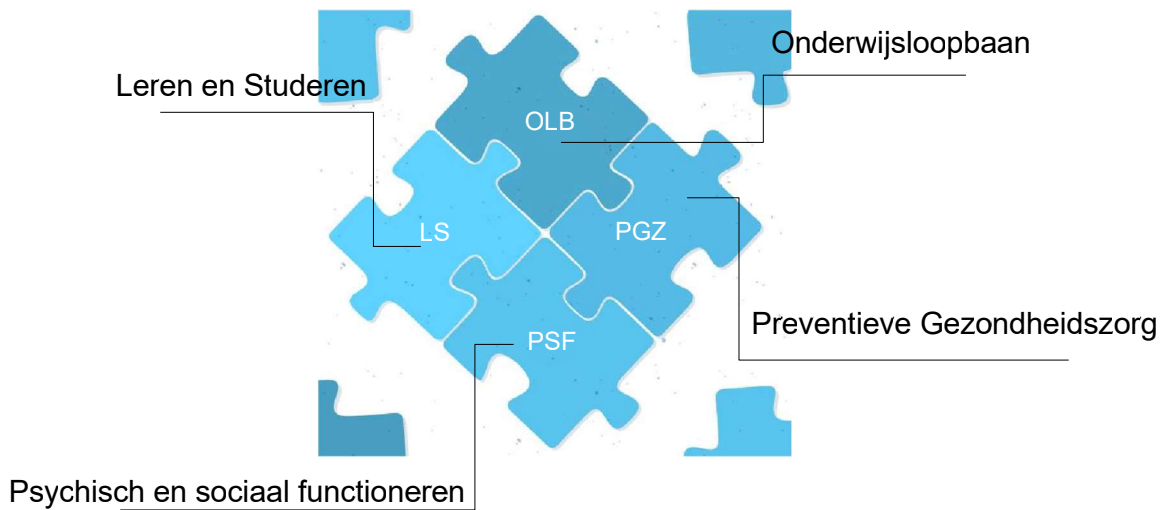 Onderwijsloopbaan
Leren en Studeren
OLB
LS
PGZ
Preventieve Gezondheidszorg
PSF
Psychisch en sociaal functioneren